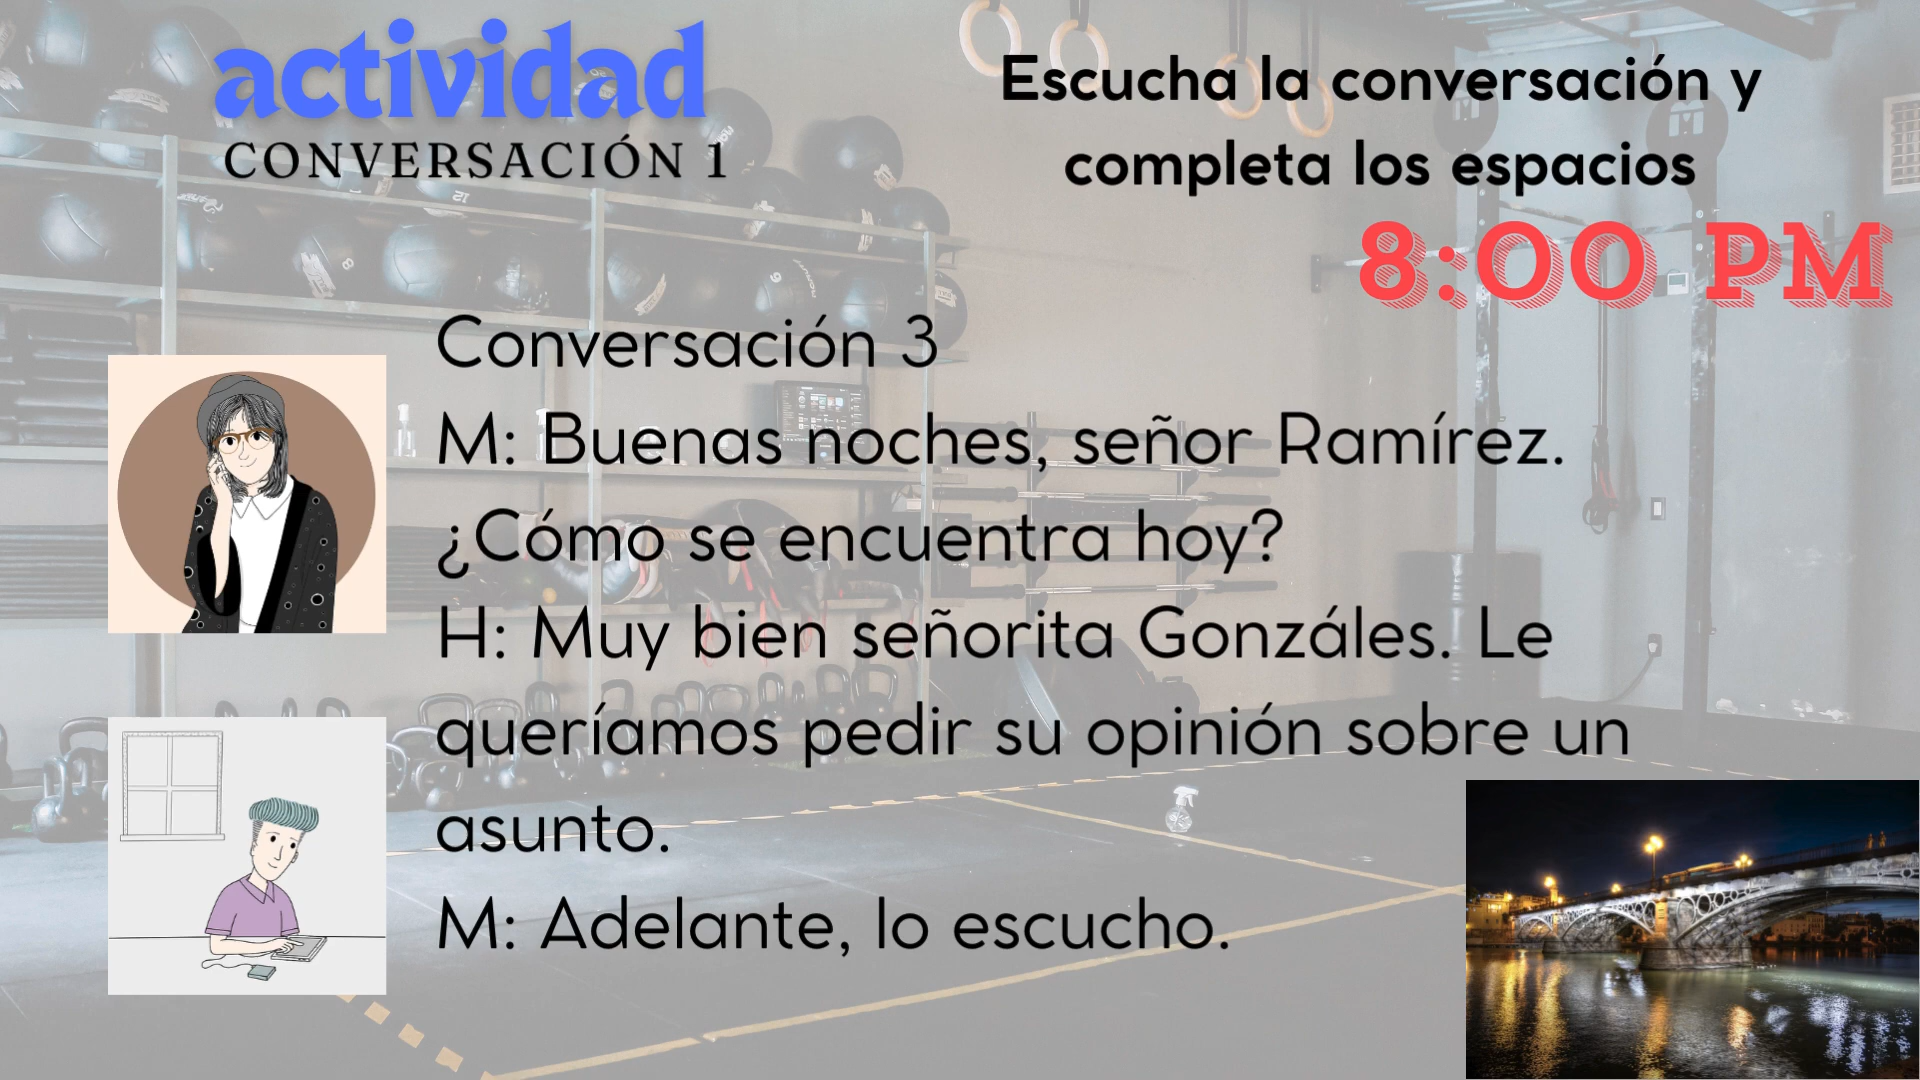 actividad
CONVERSACIÓN 1
Escucha la conversación y
completa los espacios
8:00 PM
Conversación 3
M: Buenas noches, señor Ramírez.
¿Cómo se encuentra hoy?
H: Muy bien señorita Gonzáles. Le
queríamos pedir su opinión sobre un
asunto.
M: Adelante, lo escucho.